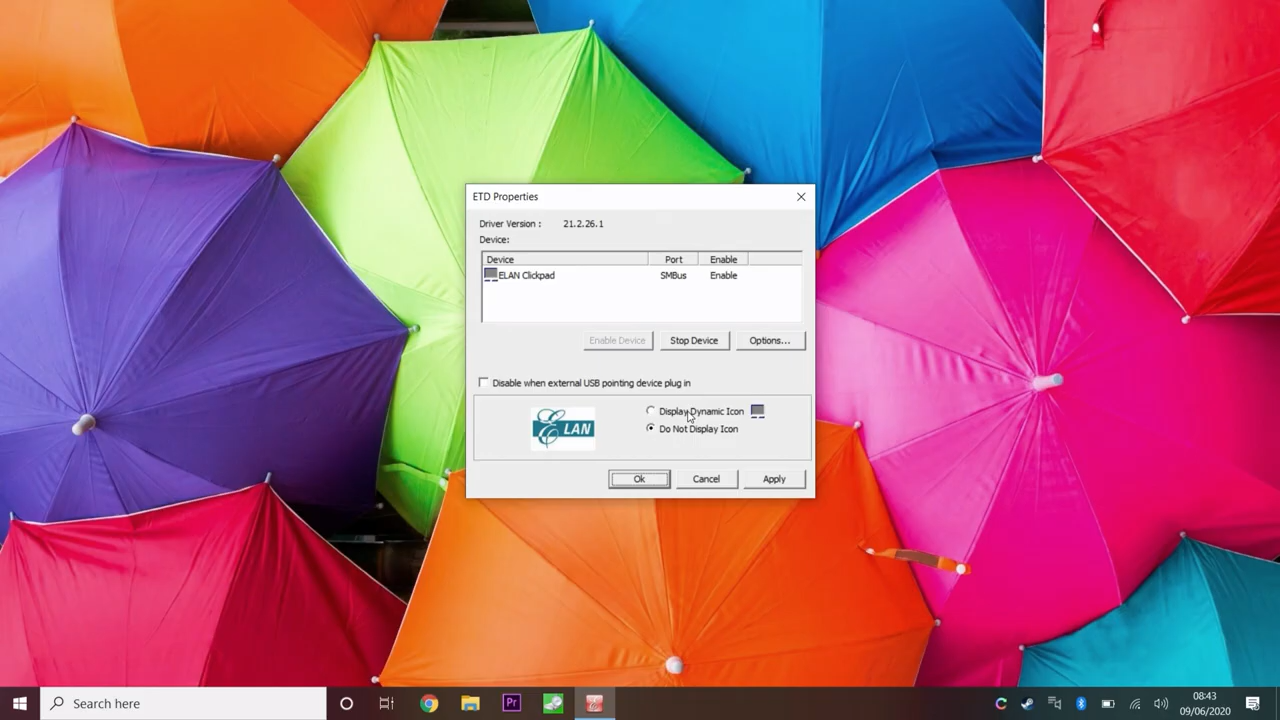 ETD Properties
Driver Version : 21.2.26.1
Device:
Device Port Enable
ELAN Clickpad SMBus Enable
Enable Device Stop Device Options...
Disable when external USB pointing device plug in
Display Dynamic Icon
ELAN
Do Not Display Icon
Ok Cancel Apply
Search here
Pr
08:43
09/06/2020